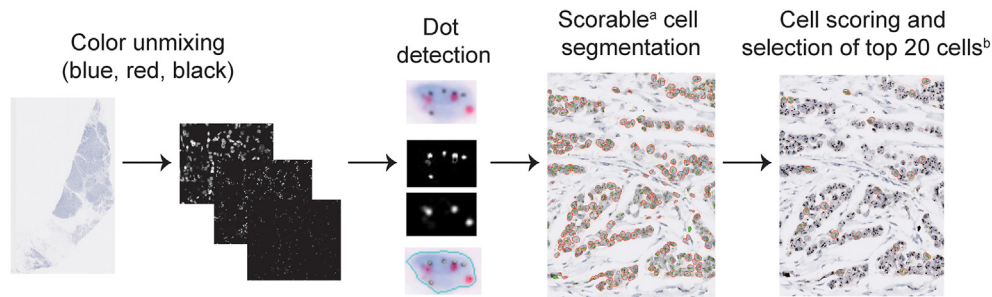 Color unmixing
(blue, red, black)
Dot
detection
Scorableᵃ cell
segmentation
Cell scoring and
selection of top 20 cellsᵇ